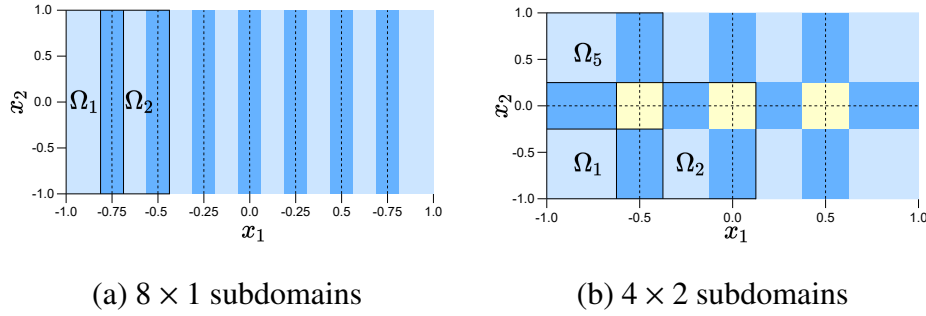 1.0
0.5
0.0
-0.5
-1.0
x₂
Ω₁
Ω₂
-1.0 -0.75 -0.5 -0.25 0.0 -0.25 0.5 -0.75 1.0
x₁
(a) 8 × 1 subdomains
1.0
0.5
0.0
-0.5
-1.0
x₂
Ω₅
Ω₁
Ω₂
-1.0 -0.5 0.0 0.5 1.0
x₁
(b) 4 × 2 subdomains